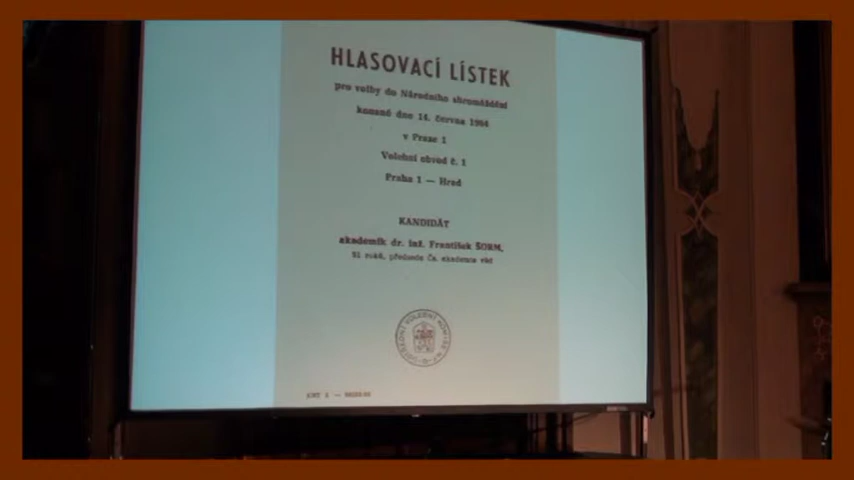 HLASOVACÍ LÍSTEK
pro volby do Národního shromáždění
konané dne 14. června 1964
v Praze 1
Volební obvod č. 1
Praha 1 — Hrad
KANDIDÁT
akademik dr. inž. František ŠORM,
51 roků, předseda Čs. akademie věd